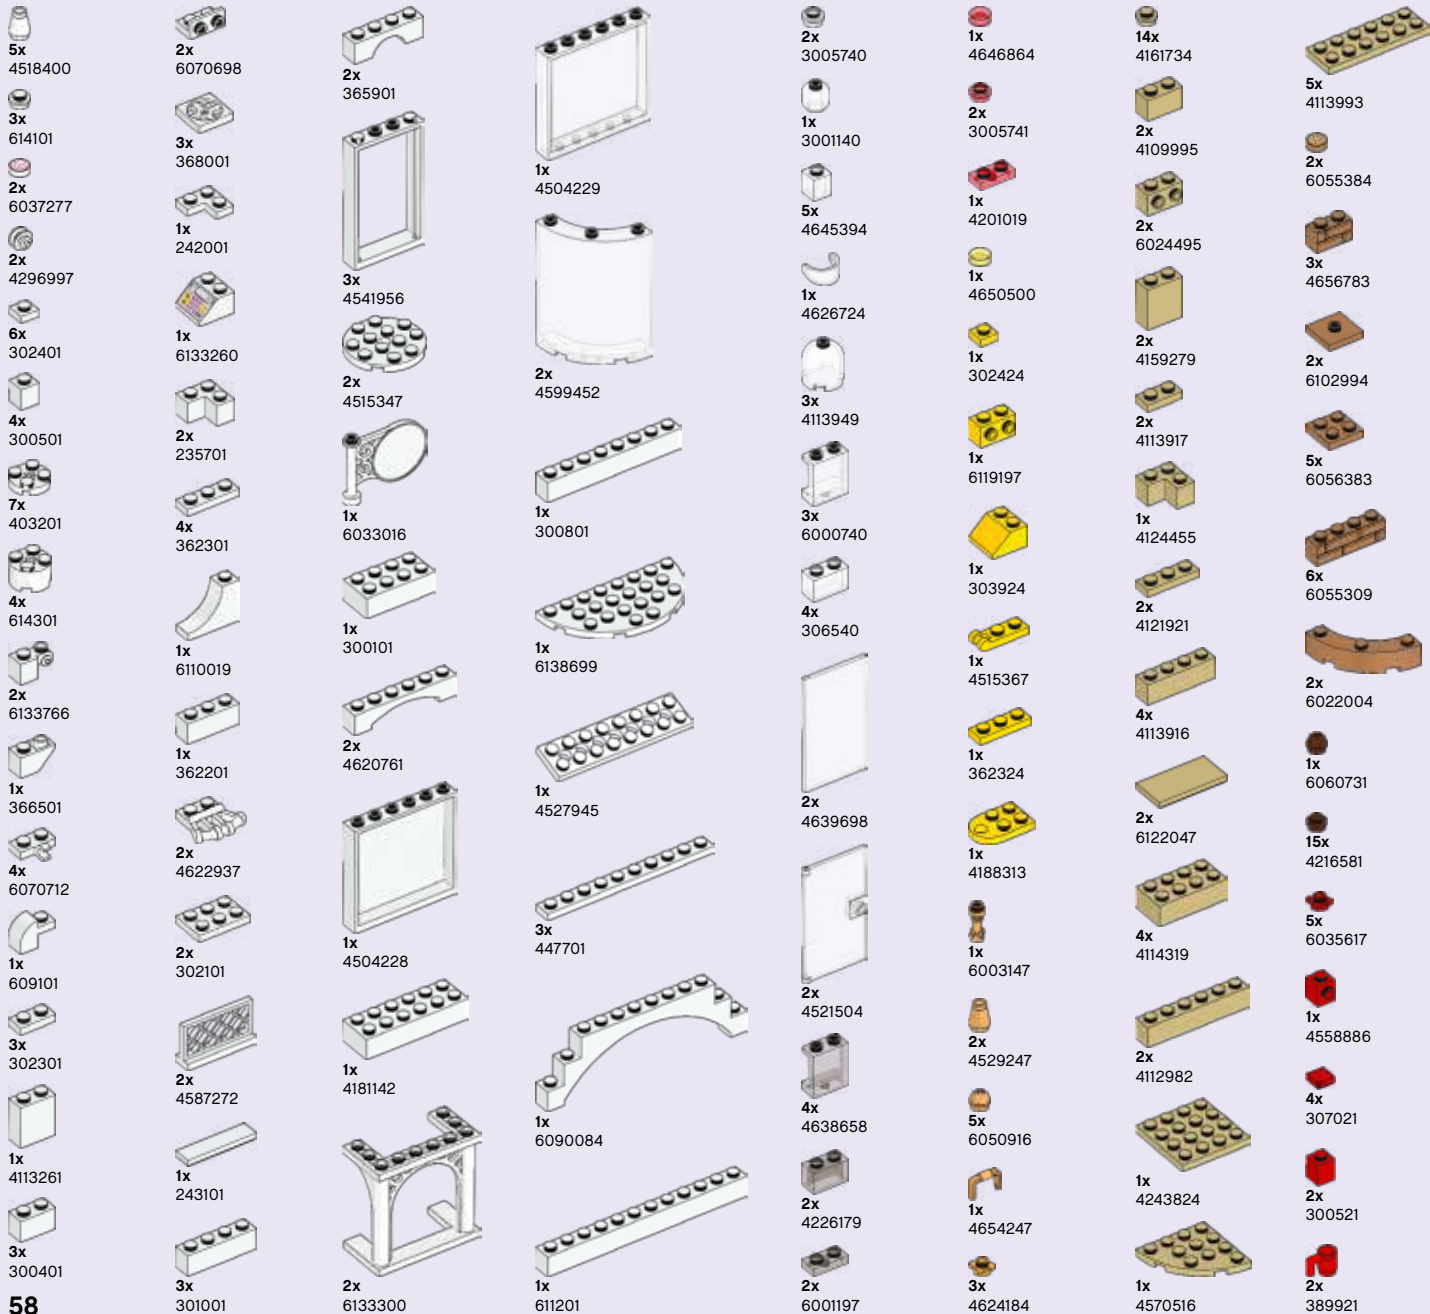 5x
4518400
3x
614101
2x
6037277
2x
4296997
6x
302401
4x
300501
7x
403201
4x
614301
2x
6133766
1x
366501
4x
6070712
1x
609101
3x
302301
1x
4113261
3x
300401
58
2x
6070698
3x
368001
1x
242001
1x
6133260
2x
235701
4x
362301
1x
6110019
1x
362201
2x
4622937
2x
302101
2x
4587272
1x
243101
3x
301001
2x
365901
3x
4541956
2x
4515347
1x
6033016
1x
300101
2x
4620761
1x
4504228
1x
4181142
2x
6133300
1x
4504229
2x
4599452
1x
300801
1x
6138699
1x
4527945
3x
447701
1x
6090084
1x
611201
2x
3005740
1x
3001140
5x
4645394
1x
4626724
3x
4113949
3x
6000740
4x
306540
2x
4639698
2x
4521504
4x
4638658
2x
4226179
2x
6001197
1x
4646864
2x
3005741
1x
4201019
1x
4650500
1x
302424
1x
6119197
1x
303924
1x
4515367
1x
362324
1x
4188313
1x
6003147
2x
4529247
5x
6050916
1x
4654247
3x
4624184
14x
4161734
2x
4109995
2x
6024495
2x
4159279
2x
4113917
1x
4124455
2x
4121921
4x
4113916
2x
6122047
4x
4114319
2x
4112982
1x
4243824
1x
4570516
5x
4113993
2x
6055384
3x
4656783
2x
6102994
5x
6056383
6x
6055309
2x
6022004
1x
6060731
15x
4216581
5x
6035617
1x
4558886
4x
307021
2x
300521
2x
389921